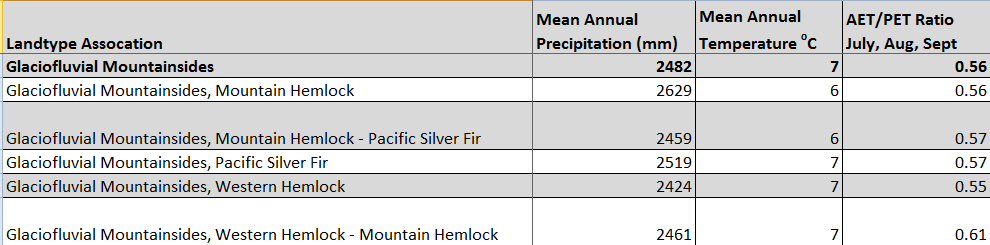 Landtype Assocation Mean Annual Precipitation (mm) Mean Annual Temperature °C AET/PET Ratio July, Aug, Sept
Glaciofluvial Mountainsides 2482 7 0.56
Glaciofluvial Mountainsides, Mountain Hemlock 2629 6 0.56
Glaciofluvial Mountainsides, Mountain Hemlock - Pacific Silver Fir 2459 6 0.57
Glaciofluvial Mountainsides, Pacific Silver Fir 2519 7 0.57
Glaciofluvial Mountainsides, Western Hemlock 2424 7 0.55
Glaciofluvial Mountainsides, Western Hemlock - Mountain Hemlock 2461 7 0.61